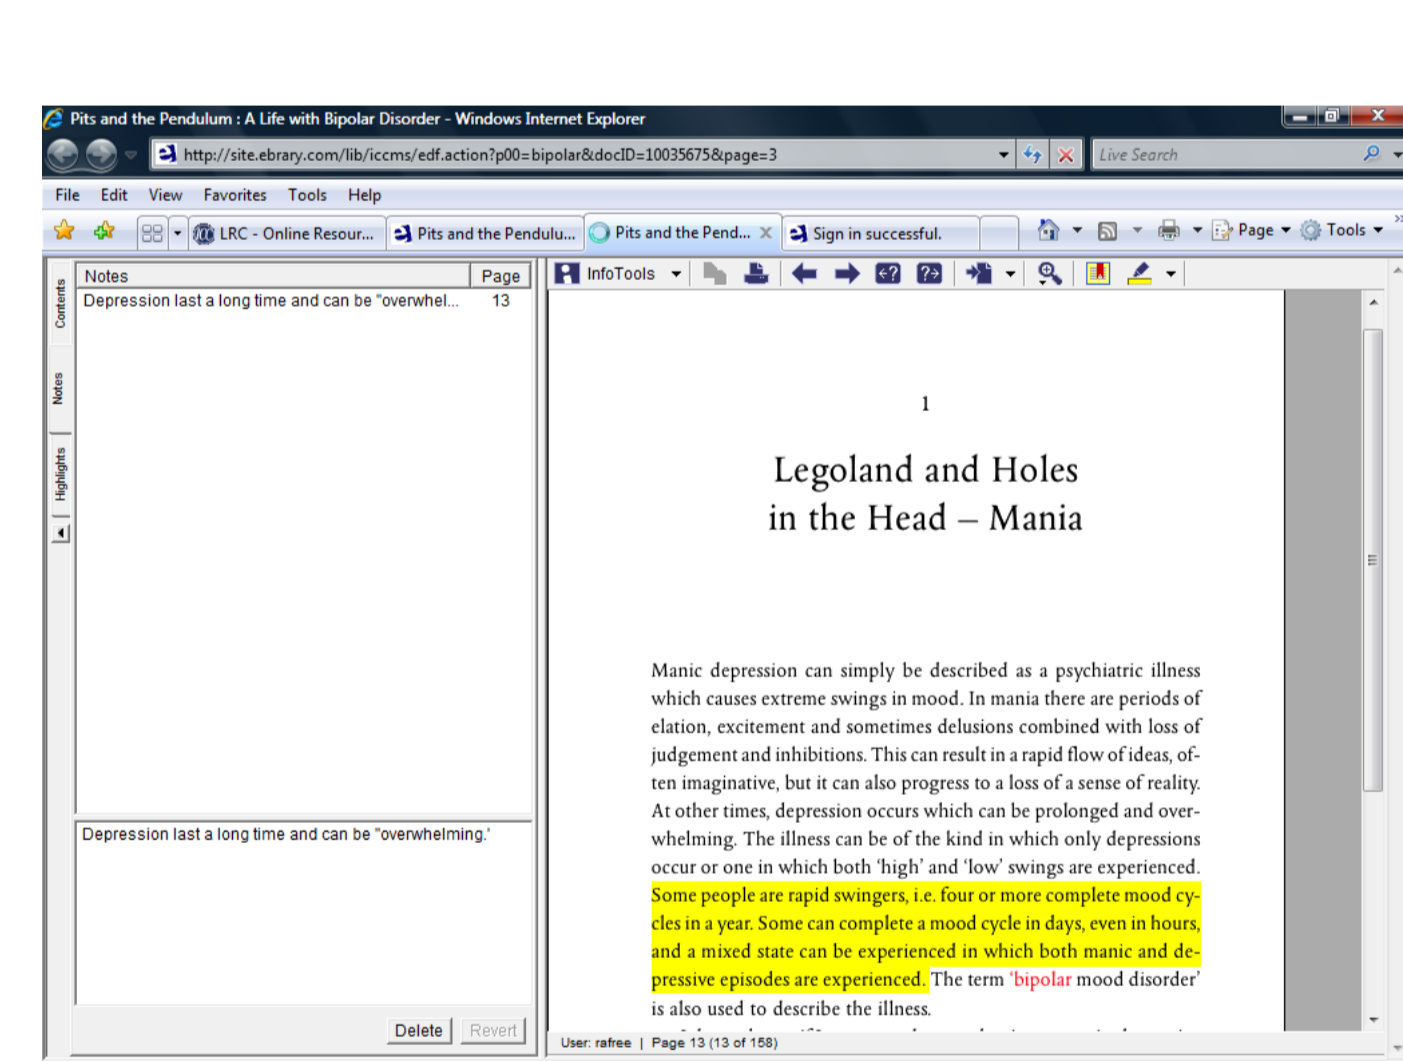 Pits and the Pendulum : A Life with Bipolar Disorder - Windows Internet Explorer
http://site.ebrary.com/lib/iccms/edf.action?p00=bipolar&docID=10035675&page=3
Live Search
File Edit View Favorites Tools Help
LRC - Online Resour... Pits and the Pendulu... Pits and the Pend... Sign in successful. Page Tools
Contents
Notes
Highlights
Notes Page
Depression last a long time and can be "overwhel... 13
Depression last a long time and can be "overwhelming.'
Delete Revert
InfoTools
1
Legoland and Holes
in the Head – Mania
Manic depression can simply be described as a psychiatric illness
which causes extreme swings in mood. In mania there are periods of
elation, excitement and sometimes delusions combined with loss of
judgement and inhibitions. This can result in a rapid flow of ideas, of-
ten imaginative, but it can also progress to a loss of a sense of reality.
At other times, depression occurs which can be prolonged and over-
whelming. The illness can be of the kind in which only depressions
occur or one in which both ‘high’ and ‘low’ swings are experienced.
Some people are rapid swingers, i.e. four or more complete mood cy-
cles in a year. Some can complete a mood cycle in days, even in hours,
and a mixed state can be experienced in which both manic and de-
pressive episodes are experienced. The term ‘bipolar mood disorder’
is also used to describe the illness.
User: rafree | Page 13 (13 of 158)